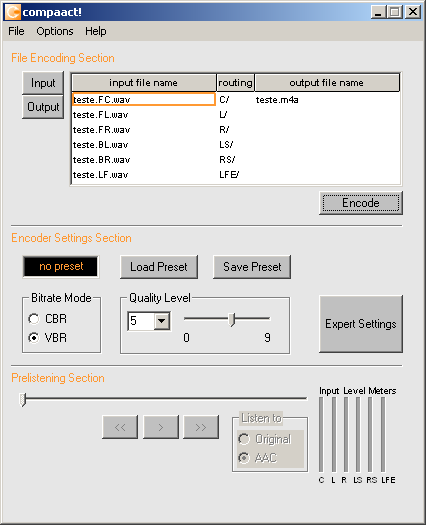 compaact!
File Options Help
File Encoding Section
Input
Output
input file name routing output file name
teste.FC.wav C/ teste.m4a
teste.FL.wav L/
teste.FR.wav R/
teste.BL.wav LS/
teste.BR.wav RS/
teste.LF.wav LFE/
Encode
Encoder Settings Section
no preset Load Preset Save Preset
Bitrate Mode
CBR
VBR
Quality Level
5
0 9
Expert Settings
Prelistening Section
<< > >>
Listen to
Original
AAC
Input Level Meters
C L R LS RS LFE